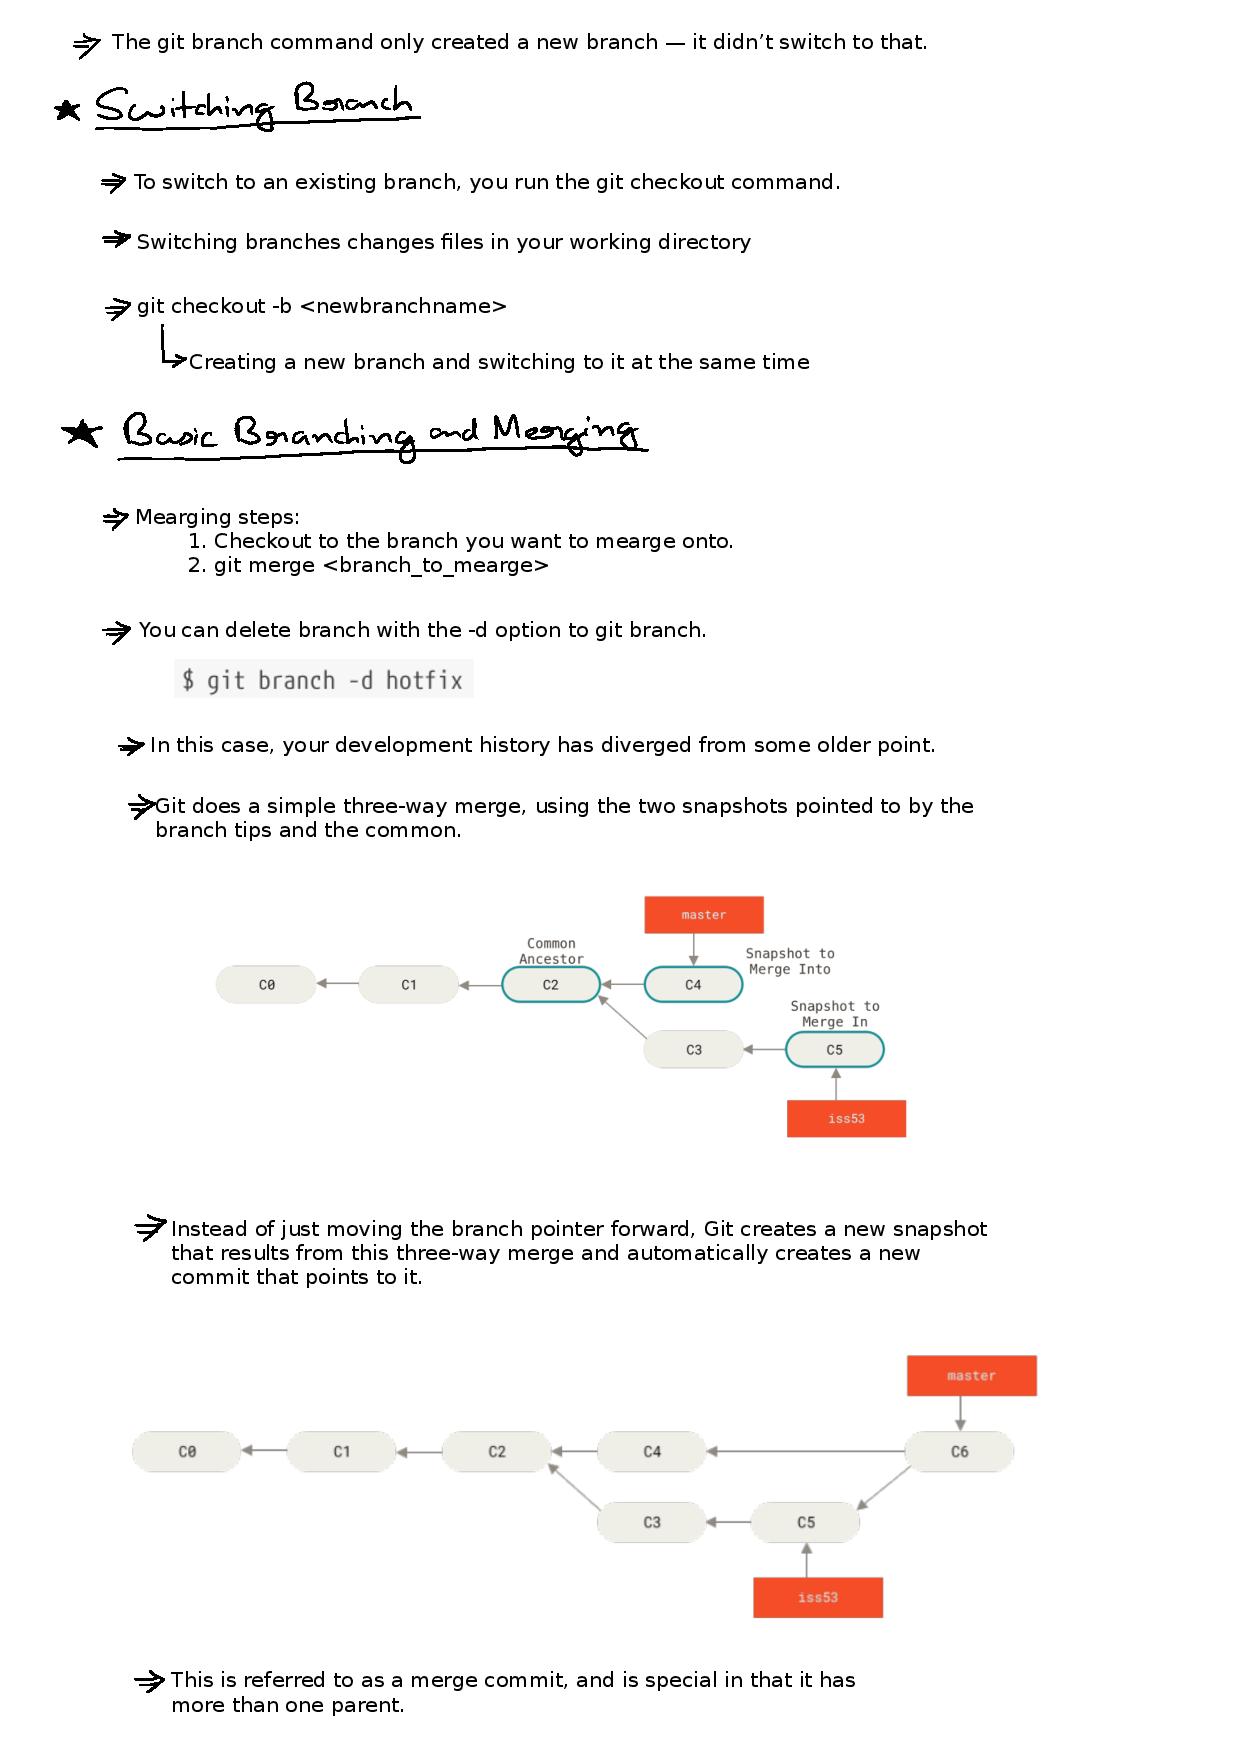 The git branch command only created a new branch — it didn’t switch to that.
Switching Branch
To switch to an existing branch, you run the git checkout command.
Switching branches changes files in your working directory
git checkout -b <newbranchname>
Creating a new branch and switching to it at the same time
Basic Branching and Merging
Mearging steps:
1. Checkout to the branch you want to mearge onto.
2. git merge <branch_to_mearge>
You can delete branch with the -d option to git branch.
$ git branch -d hotfix
In this case, your development history has diverged from some older point.
Git does a simple three-way merge, using the two snapshots pointed to by the
branch tips and the common.
master
Common
Ancestor
Snapshot to
Merge Into
C0
C1
C2
C4
Snapshot to
Merge In
C3
C5
iss53
Instead of just moving the branch pointer forward, Git creates a new snapshot
that results from this three-way merge and automatically creates a new
commit that points to it.
master
C0
C1
C2
C4
C6
C3
C5
iss53
This is referred to as a merge commit, and is special in that it has
more than one parent.